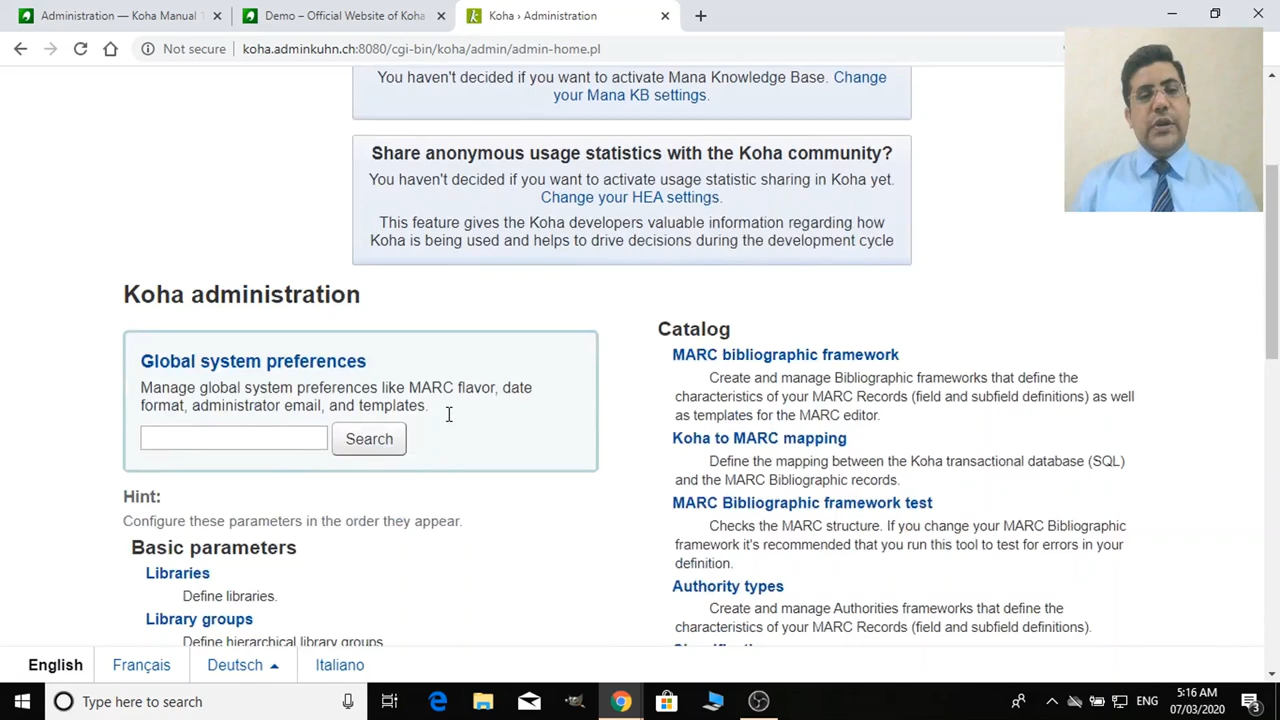 Administration — Koha Manual
Demo – Official Website of Koha
Koha › Administration
Not secure
koha.adminkuhn.ch:8080/cgi-bin/koha/admin/admin-home.pl
You haven't decided if you want to activate Mana Knowledge Base. Change
your Mana KB settings.
Share anonymous usage statistics with the Koha community?
You haven't decided if you want to activate usage statistic sharing in Koha yet.
Change your HEA settings.
This feature gives the Koha developers valuable information regarding how
Koha is being used and helps to drive decisions during the development cycle
Koha administration
Global system preferences
Manage global system preferences like MARC flavor, date
format, administrator email, and templates.
Search
Hint:
Configure these parameters in the order they appear.
Basic parameters
Libraries
Define libraries.
Library groups
Define hierarchical library groups
Catalog
MARC bibliographic framework
Create and manage Bibliographic frameworks that define the
characteristics of your MARC Records (field and subfield definitions) as well
as templates for the MARC editor.
Koha to MARC mapping
Define the mapping between the Koha transactional database (SQL)
and the MARC Bibliographic records.
MARC Bibliographic framework test
Checks the MARC structure. If you change your MARC Bibliographic
framework it's recommended that you run this tool to test for errors in your
definition.
Authority types
Create and manage Authorities frameworks that define the
characteristics of your MARC Records (field and subfield definitions).
English
Français
Deutsch
Italiano
Type here to search
ENG
5:16 AM
07/03/2020
3